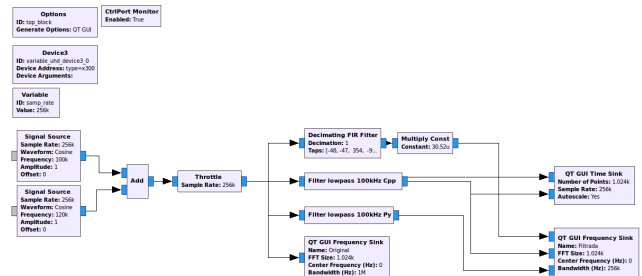 Options
ID: top_block
Generate Options: QT GUI
CtrlPort Monitor
Enabled: True
Device3
ID: variable_uhd_device3_0
Device Address: type=x300
Device Arguments:
Variable
ID: samp_rate
Value: 256k
Signal Source
Sample Rate: 256k
Waveform: Cosine
Frequency: 100k
Amplitude: 1
Offset: 0
Signal Source
Sample Rate: 256k
Waveform: Cosine
Frequency: 120k
Amplitude: 1
Offset: 0
Add
Throttle
Sample Rate: 256k
Decimating FIR Filter
Decimation: 1
Taps: [-48, -47, 354, -9...
Multiply Const
Constant: 30.52u
Filter lowpass 100kHz Cpp
Filter lowpass 100kHz Py
QT GUI Frequency Sink
Name: Original
FFT Size: 1.024k
Center Frequency (Hz): 0
Bandwidth (Hz): 1M
QT GUI Time Sink
Number of Points: 1.024k
Sample Rate: 256k
Autoscale: Yes
QT GUI Frequency Sink
Name: Filtrada
FFT Size: 1.024k
Center Frequency (Hz): 0
Bandwidth (Hz): 256k